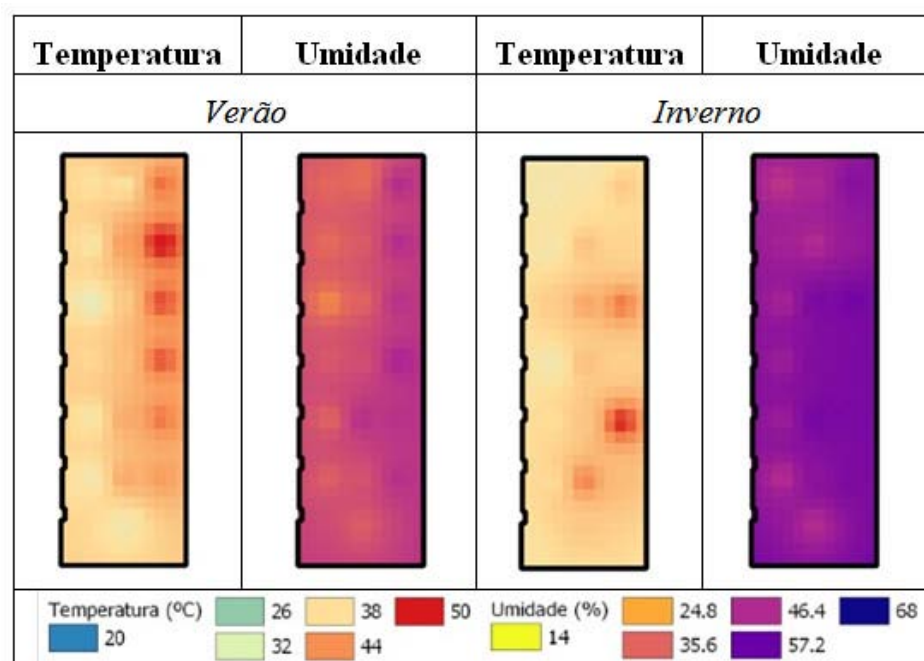 Temperatura Umidade Temperatura Umidade
Verão Inverno
Temperatura (ºC) 26 38 50 Umidade (%) 24.8 46.4 68
20 32 44 14 35.6 57.2